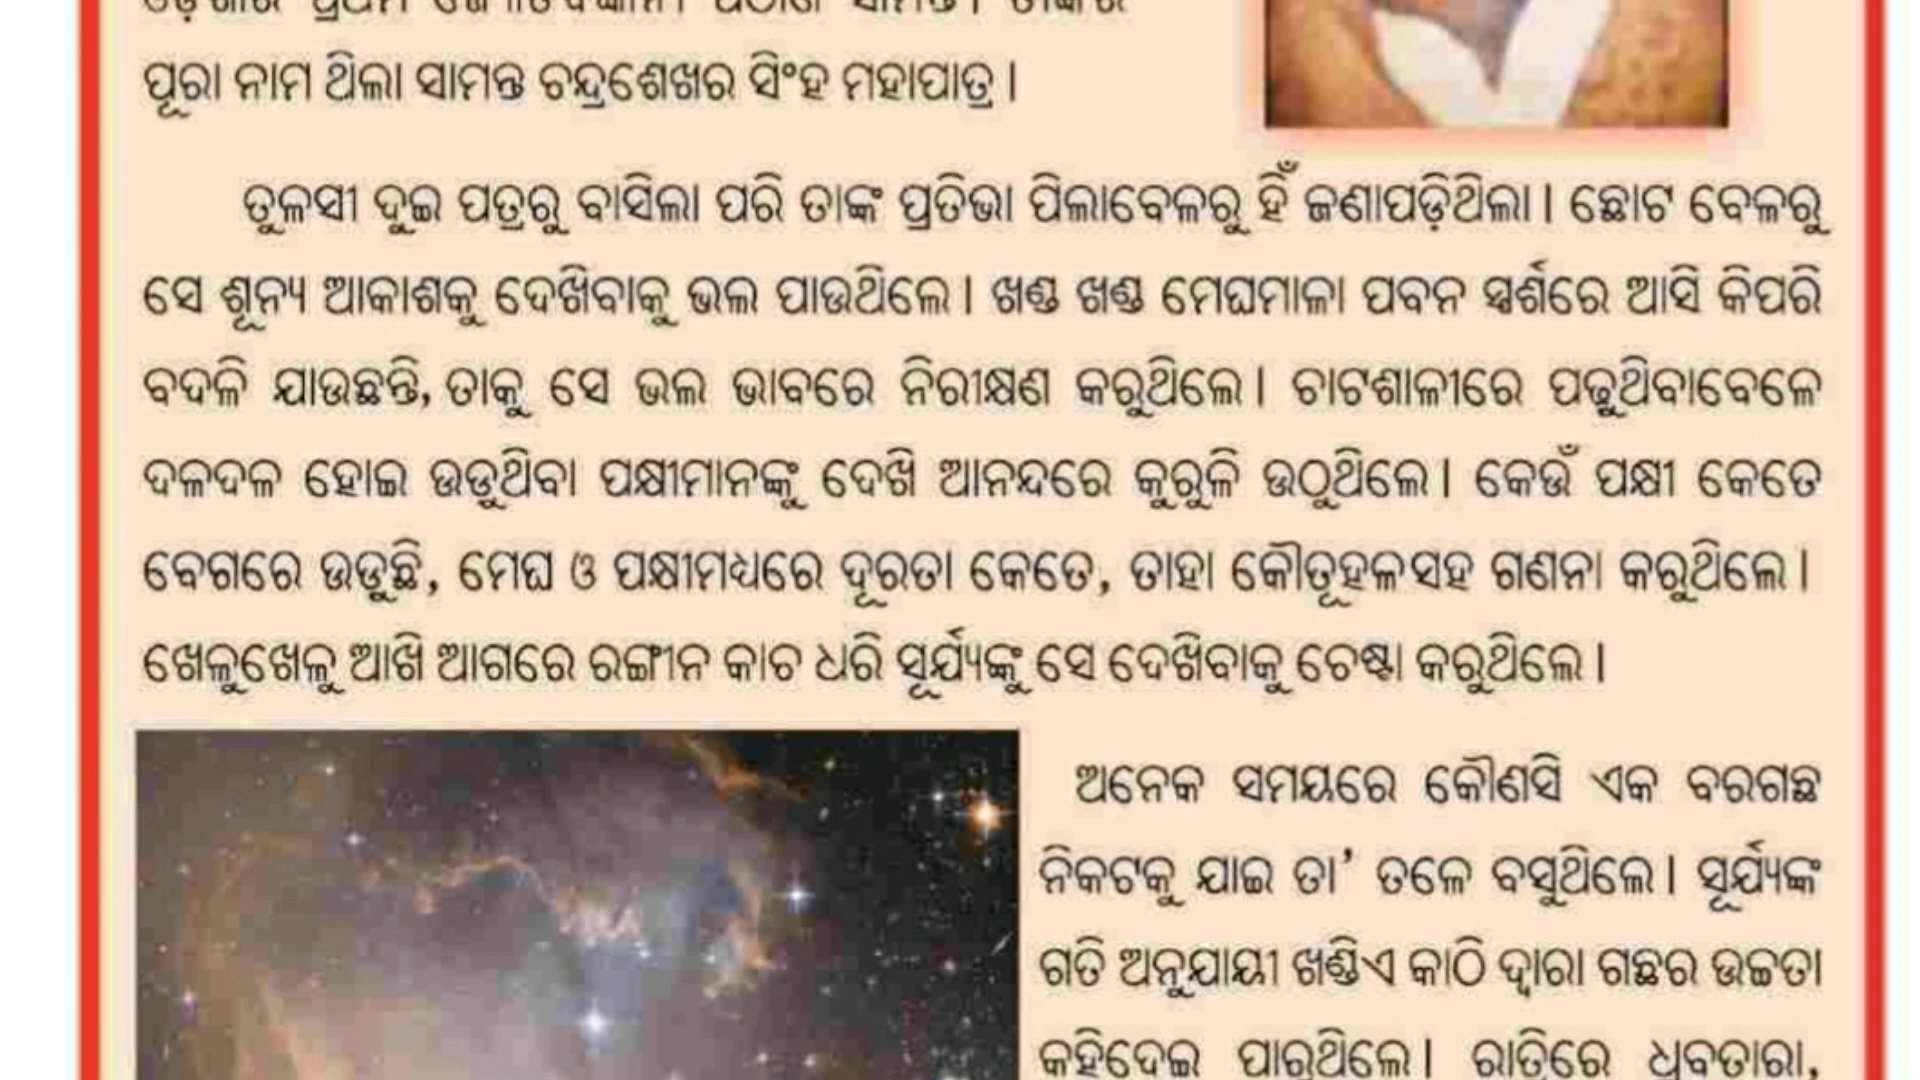 ପୂରା ନାମ ଥିଲା ସାମନ୍ତ ଚନ୍ଦ୍ରଶେଖର ସିଂହ ମହାପାତ୍ର।
ତୁଳସୀ ଦୁଇ ପତ୍ରରୁ ବାସିଲା ପରି ତାଙ୍କ ପ୍ରତିଭା ପିଲାବେଳରୁ ହିଁ ଜଣାପଡ଼ିଥିଲା। ଛୋଟ ବେଳରୁ
ସେ ଶୂନ୍ୟ ଆକାଶକୁ ଦେଖିବାକୁ ଭଲ ପାଉଥିଲେ। ଖଣ୍ଡ ଖଣ୍ଡ ମେଘମାଳା ପବନ ସ୍ପର୍ଶରେ ଆସି କିପରି
ବଦଳି ଯାଉଛନ୍ତି, ତାକୁ ସେ ଭଲ ଭାବରେ ନିରୀକ୍ଷଣ କରୁଥିଲେ। ଚାଟଶାଳୀରେ ପଢୁଥିବାବେଳେ
ଦଳଦଳ ହୋଇ ଉଡୁଥିବା ପକ୍ଷୀମାନଙ୍କୁ ଦେଖି ଆନନ୍ଦରେ କୁରୁଳି ଉଠୁଥିଲେ। କେଉଁ ପକ୍ଷୀ କେତେ
ବେଗରେ ଉଡୁଛି, ମେଘ ଓ ପକ୍ଷୀମଧ୍ୟରେ ଦୂରତା କେତେ, ତାହା କୌତୂହଳସହ ଗଣନା କରୁଥିଲେ।
ଖେଳୁଖେଳୁ ଆଖି ଆଗରେ ରଙ୍ଗୀନ କାଚ ଧରି ସୂର୍ଯ୍ୟଙ୍କୁ ସେ ଦେଖିବାକୁ ଚେଷ୍ଟା କରୁଥିଲେ।
ଅନେକ ସମୟରେ କୌଣସି ଏକ ବରଗଛ
ନିକଟକୁ ଯାଇ ତା’ ତଳେ ବସୁଥିଲେ। ସୂର୍ଯ୍ୟଙ୍କ
ଗତି ଅନୁଯାୟୀ ଖଣ୍ଡିଏ କାଠି ଦ୍ୱାରା ଗଛର ଉଚ୍ଚତା
କହିଦେଇ ପାରୁଥିଲେ। ରାତିରେ ଧ୍ରୁବତାରା,